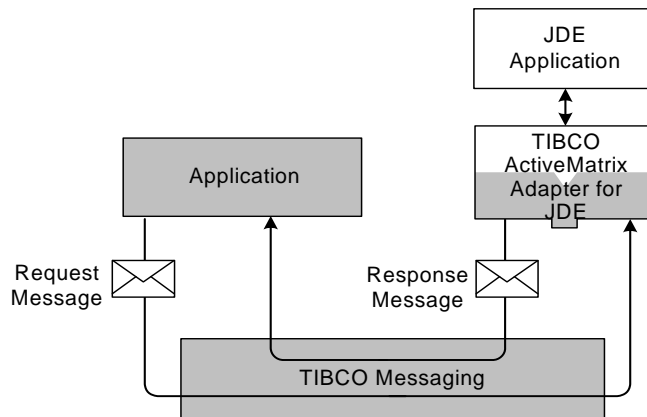 JDE
Application
TIBCO
ActiveMatrix
Adapter for
JDE
Application
Request
Message
Response
Message
TIBCO Messaging